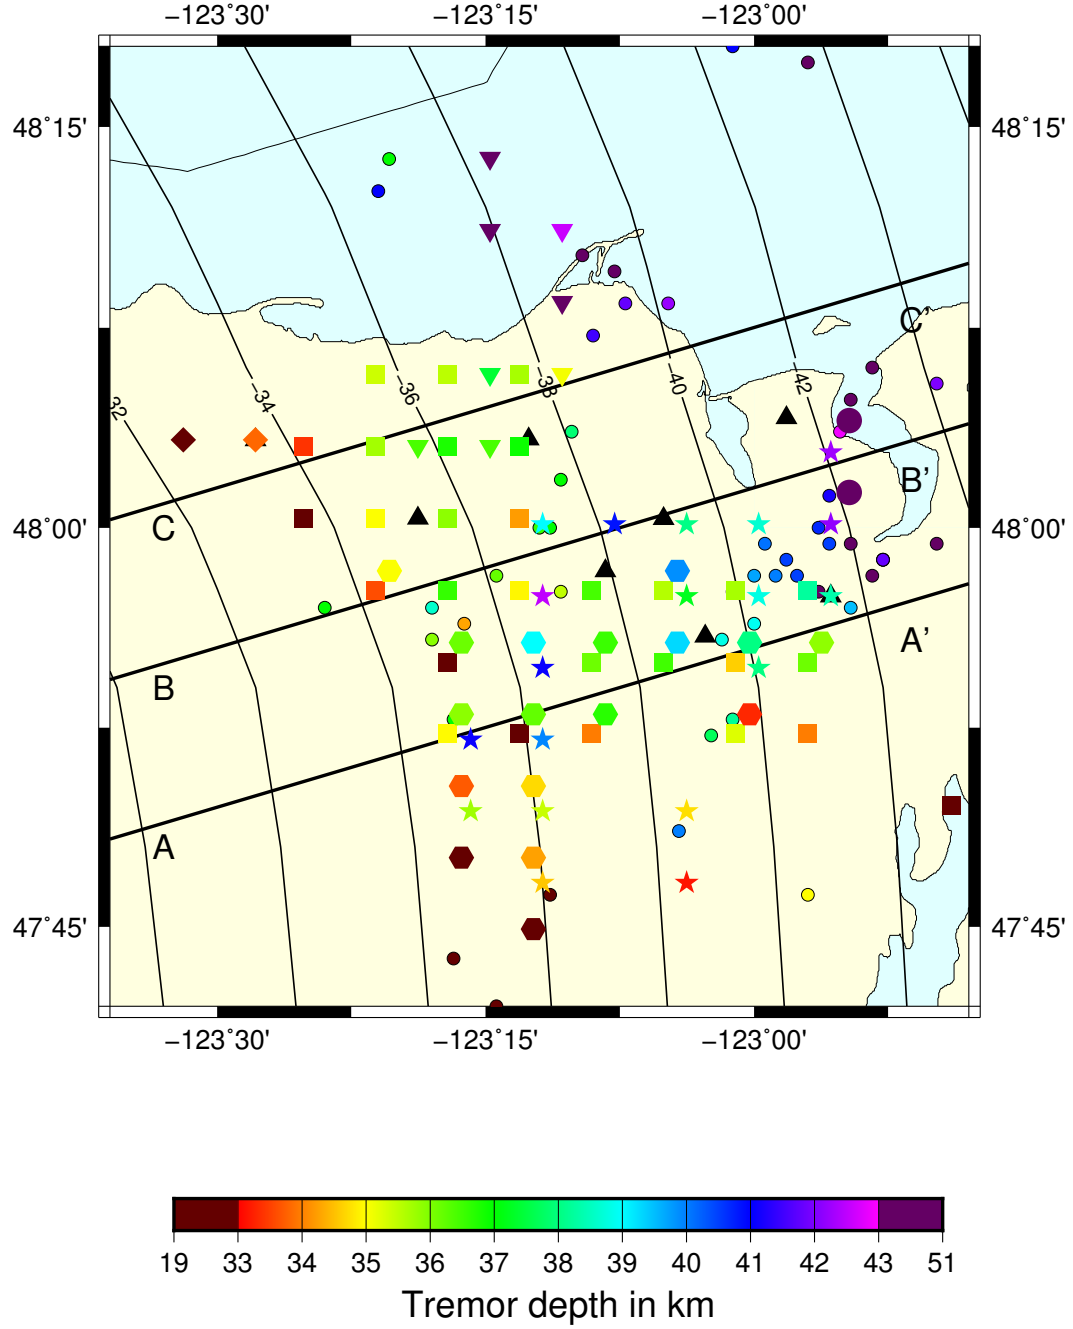 −123˚30' −123˚15' −123˚00'
48˚15' 48˚15'
C'
32 34 36 38 40 42
B'
C
48˚00' 48˚00'
A'
B
A
47˚45' 47˚45'
−123˚30' −123˚15' −123˚00'
19 33 34 35 36 37 38 39 40 41 42 43 51
Tremor depth in km